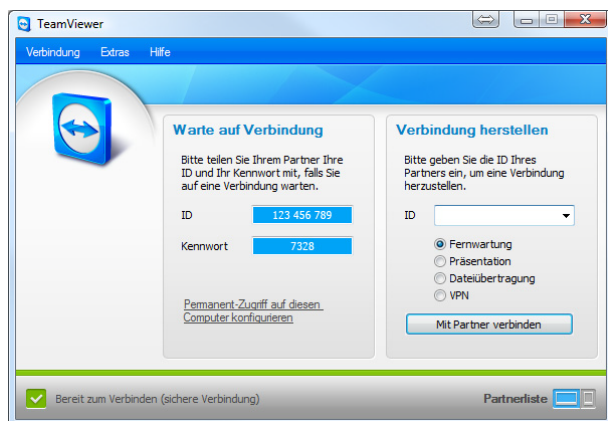 TeamViewer
Verbindung Extras Hilfe
Warte auf Verbindung
Bitte teilen Sie Ihrem Partner Ihre
ID und Ihr Kennwort mit, falls Sie
auf eine Verbindung warten.
ID 123 456 789
Kennwort 7328
Permanent-Zugriff auf diesen
Computer konfigurieren
Verbindung herstellen
Bitte geben Sie die ID Ihres
Partners ein, um eine Verbindung
herzustellen.
ID
Fernwartung
Präsentation
Dateiübertragung
VPN
Mit Partner verbinden
Bereit zum Verbinden (sichere Verbindung)
Partnerliste